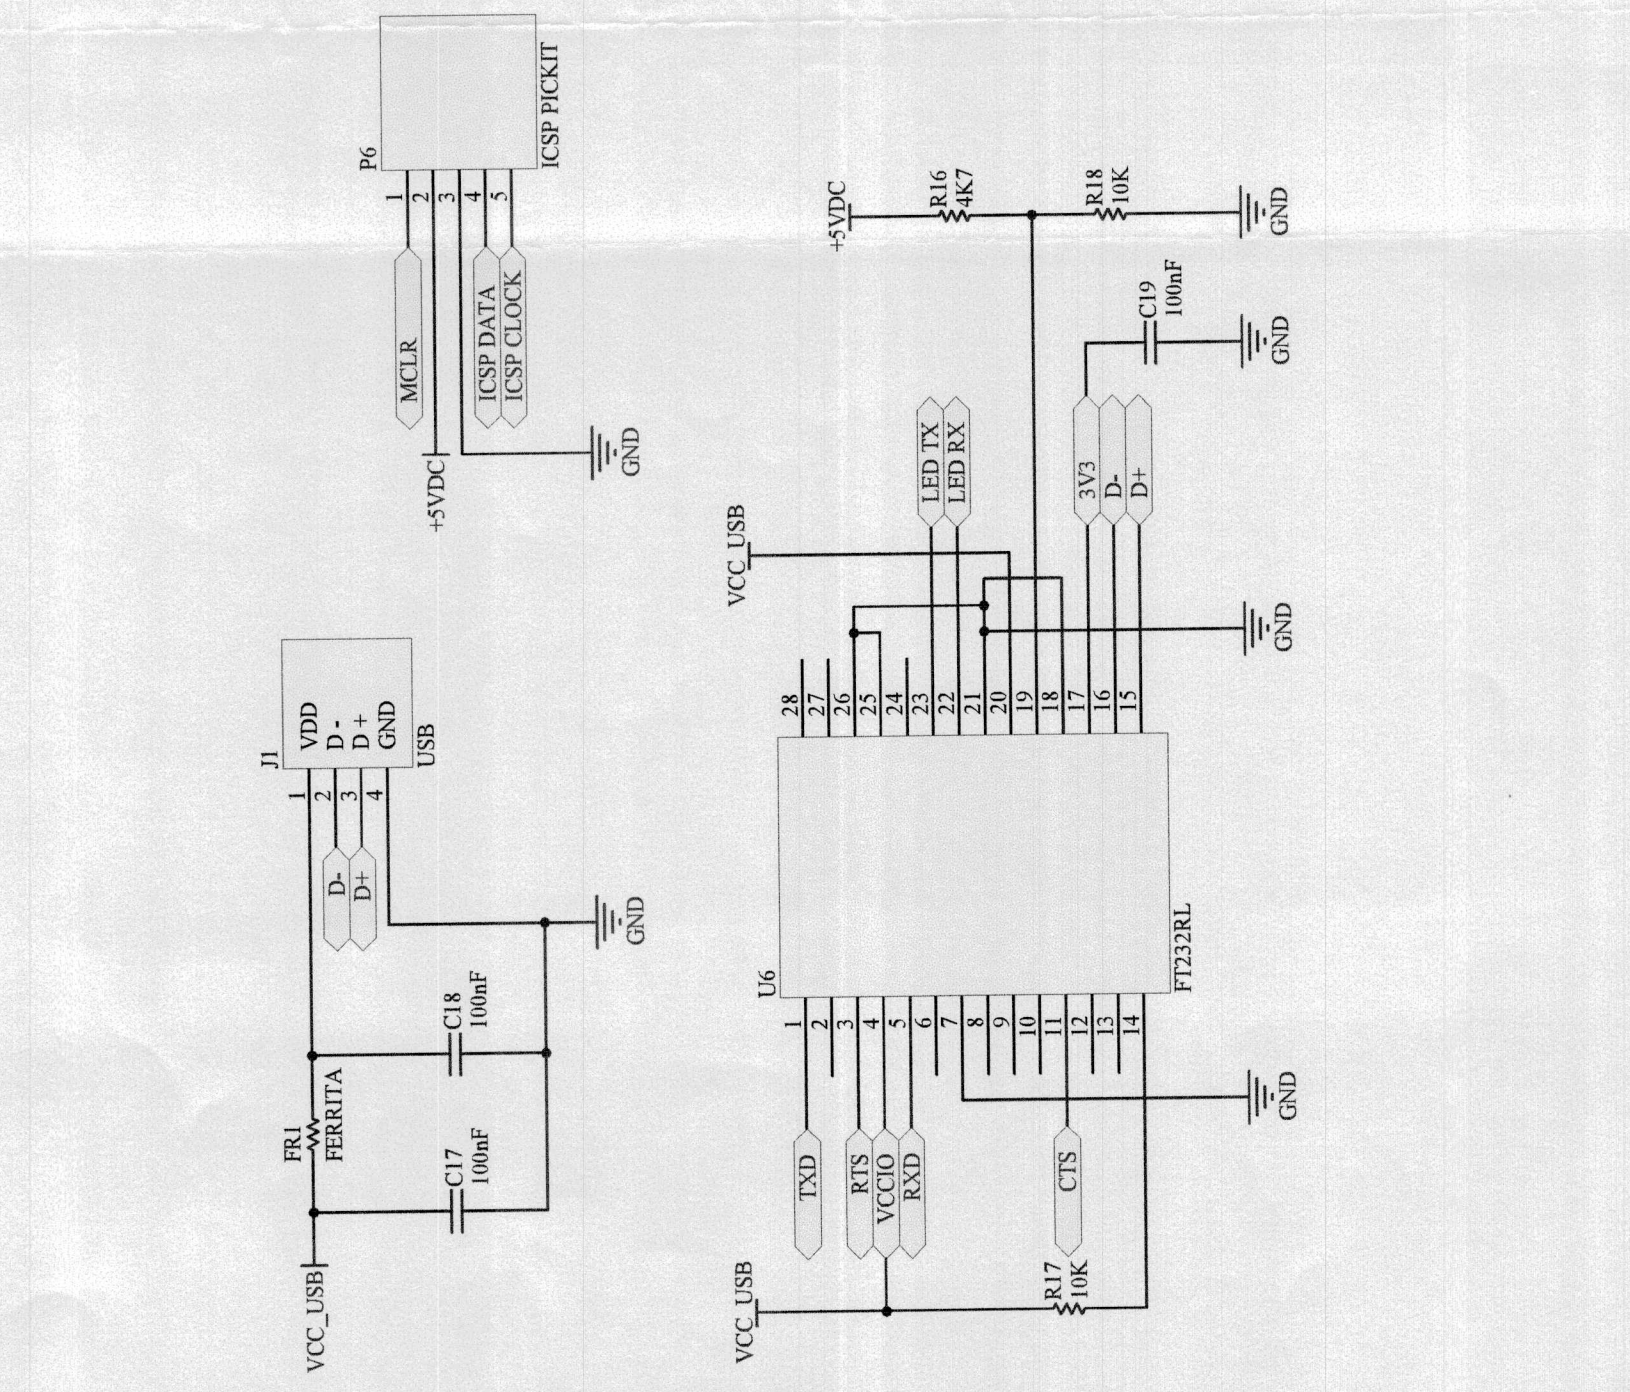 VCC_USB
FR1
FERRITA
C17
100nF
C18
100nF
GND
J1
1
2
3
4
VDD
D -
D +
GND
USB
D-
D+
P6
1
2
3
4
5
ICSP PICKIT
MCLR
+5VDC
ICSP DATA
ICSP CLOCK
GND
VCC_USB
TXD
RTS
VCCIO
RXD
CTS
R17
10K
GND
U6
1
2
3
4
5
6
7
8
9
10
11
12
13
14
FT232RL
28
27
26
25
24
23
22
21
20
19
18
17
16
15
VCC_USB
LED TX
LED RX
3V3
D-
D+
GND
C19
100nF
GND
+5VDC
R16
4K7
R18
10K
GND